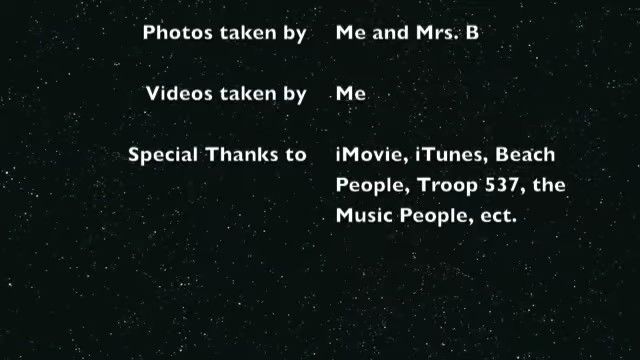 Photos taken by Me and Mrs. B
Videos taken by Me
Special Thanks to iMovie, iTunes, Beach
People, Troop 537, the
Music People, ect.